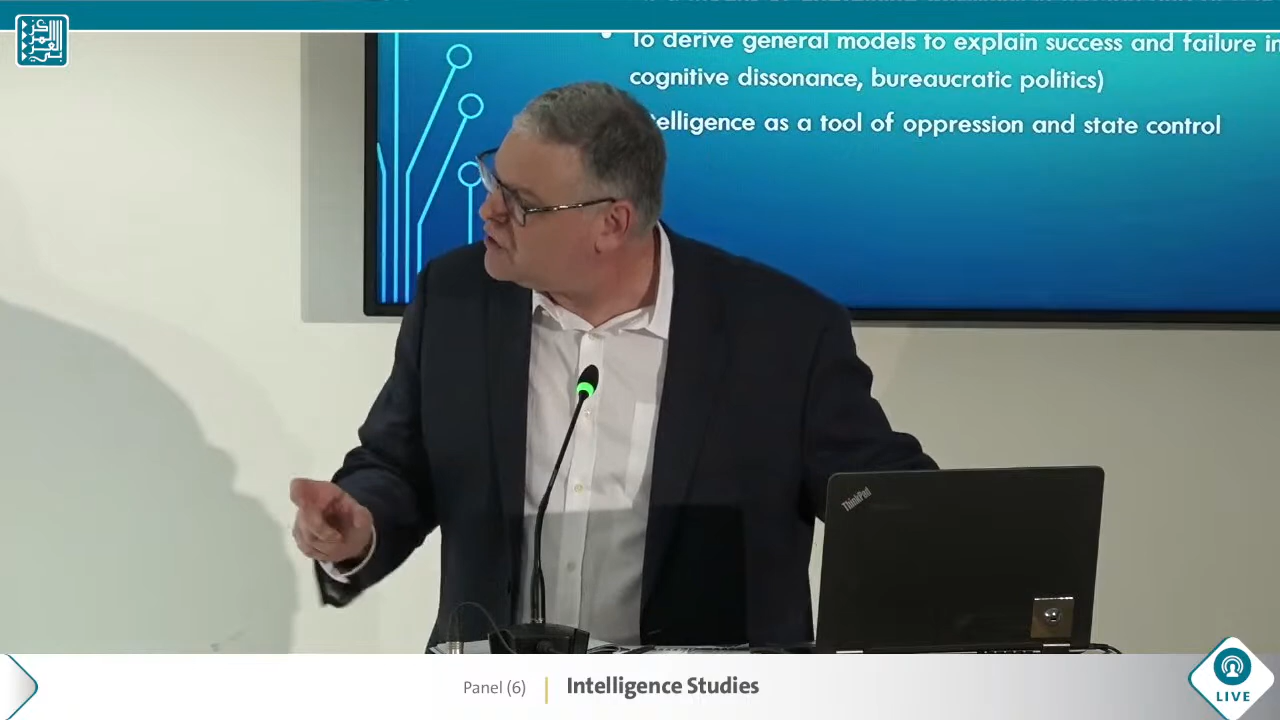 To derive general models to explain success and failure in
cognitive dissonance, bureaucratic politics)
elligence as a tool of oppression and state control
ThinkPad
Panel (6)
Intelligence Studies
LIVE